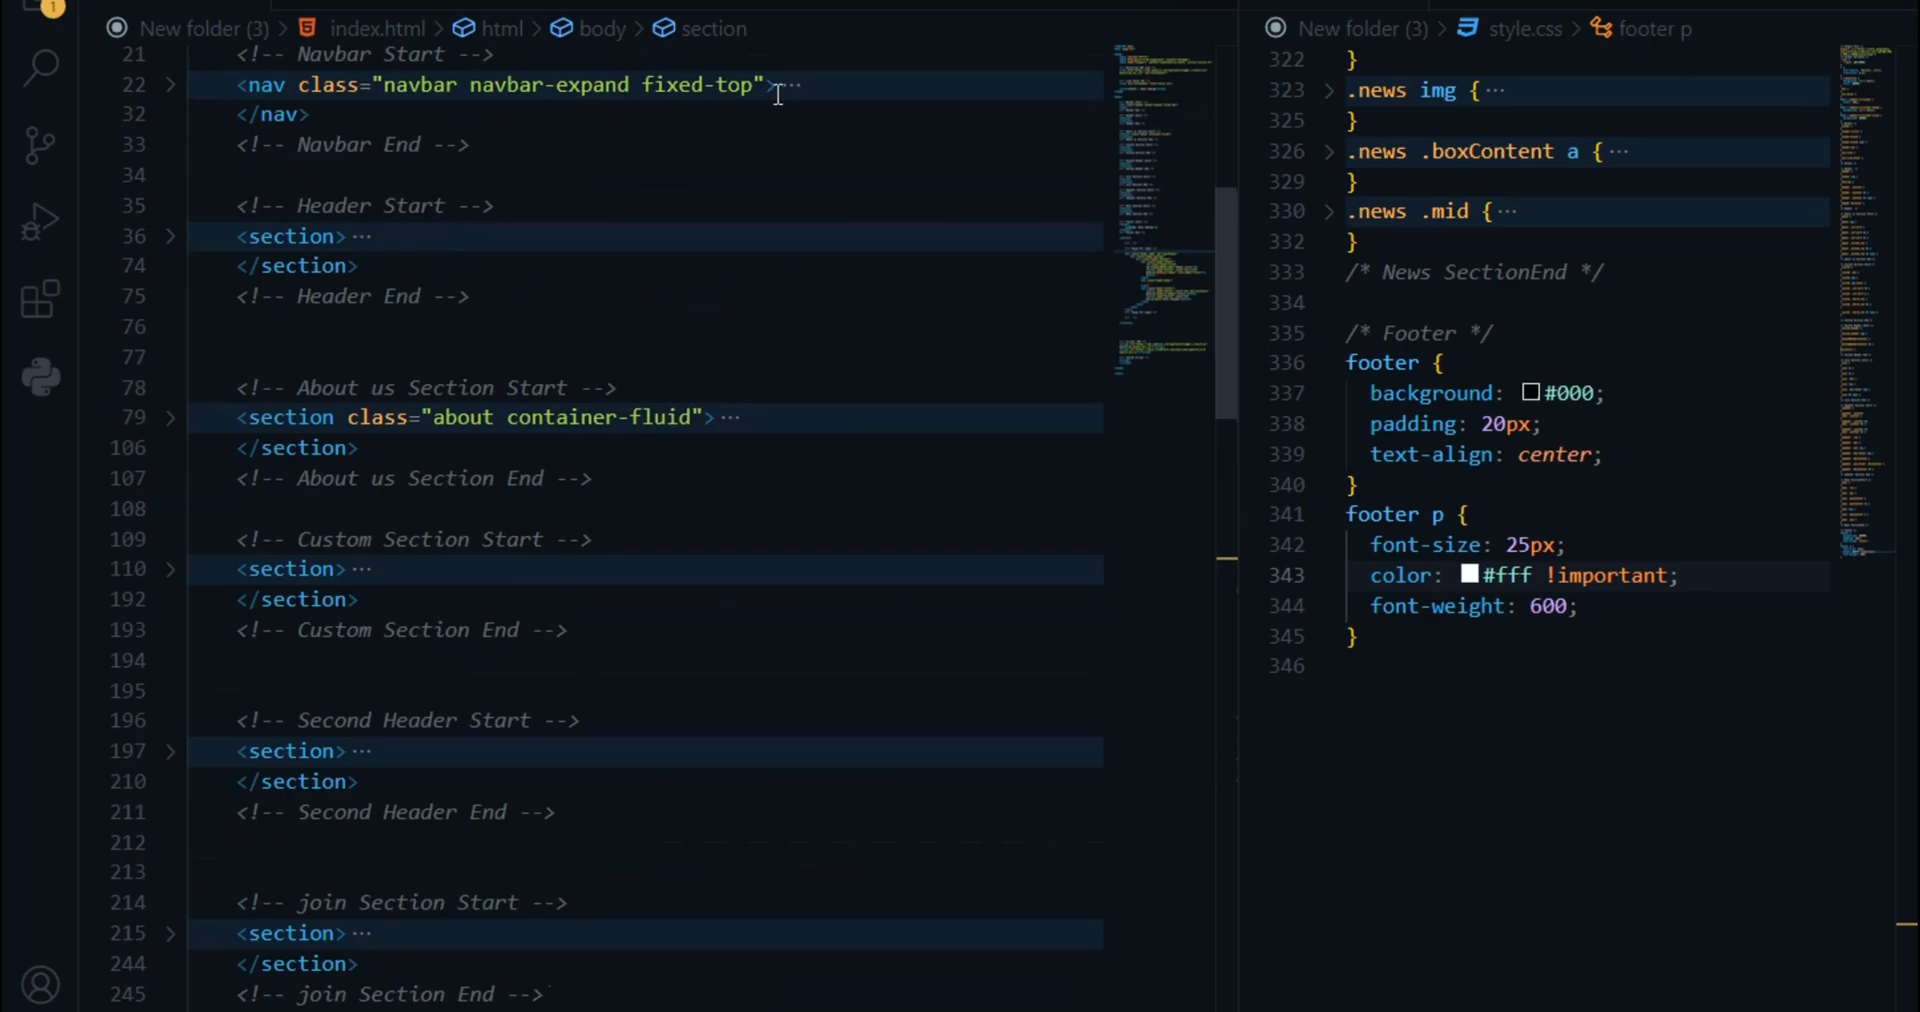 1
New folder (3) > index.html > html > body > section
21 <!-- Navbar Start -->
22 > <nav class="navbar navbar-expand fixed-top">···
32 </nav>
33 <!-- Navbar End -->
34
35 <!-- Header Start -->
36 > <section>···
74 </section>
75 <!-- Header End -->
76
77
78 <!-- About us Section Start -->
79 > <section class="about container-fluid">···
106 </section>
107 <!-- About us Section End -->
108
109 <!-- Custom Section Start -->
110 > <section>···
192 </section>
193 <!-- Custom Section End -->
194
195
196 <!-- Second Header Start -->
197 > <section>···
210 </section>
211 <!-- Second Header End -->
212
213
214 <!-- join Section Start -->
215 > <section>···
244 </section>
245 <!-- join Section End -->`
New folder (3) > style.css > footer p
322 }
323 > .news img {···
325 }
326 > .news .boxContent a {···
329 }
330 > .news .mid {···
332 }
333 /* News SectionEnd */
334
335 /* Footer */
336 footer {
337 background: #000;
338 padding: 20px;
339 text-align: center;
340 }
341 footer p {
342 font-size: 25px;
343 color: #fff !important;
344 font-weight: 600;
345 }
346